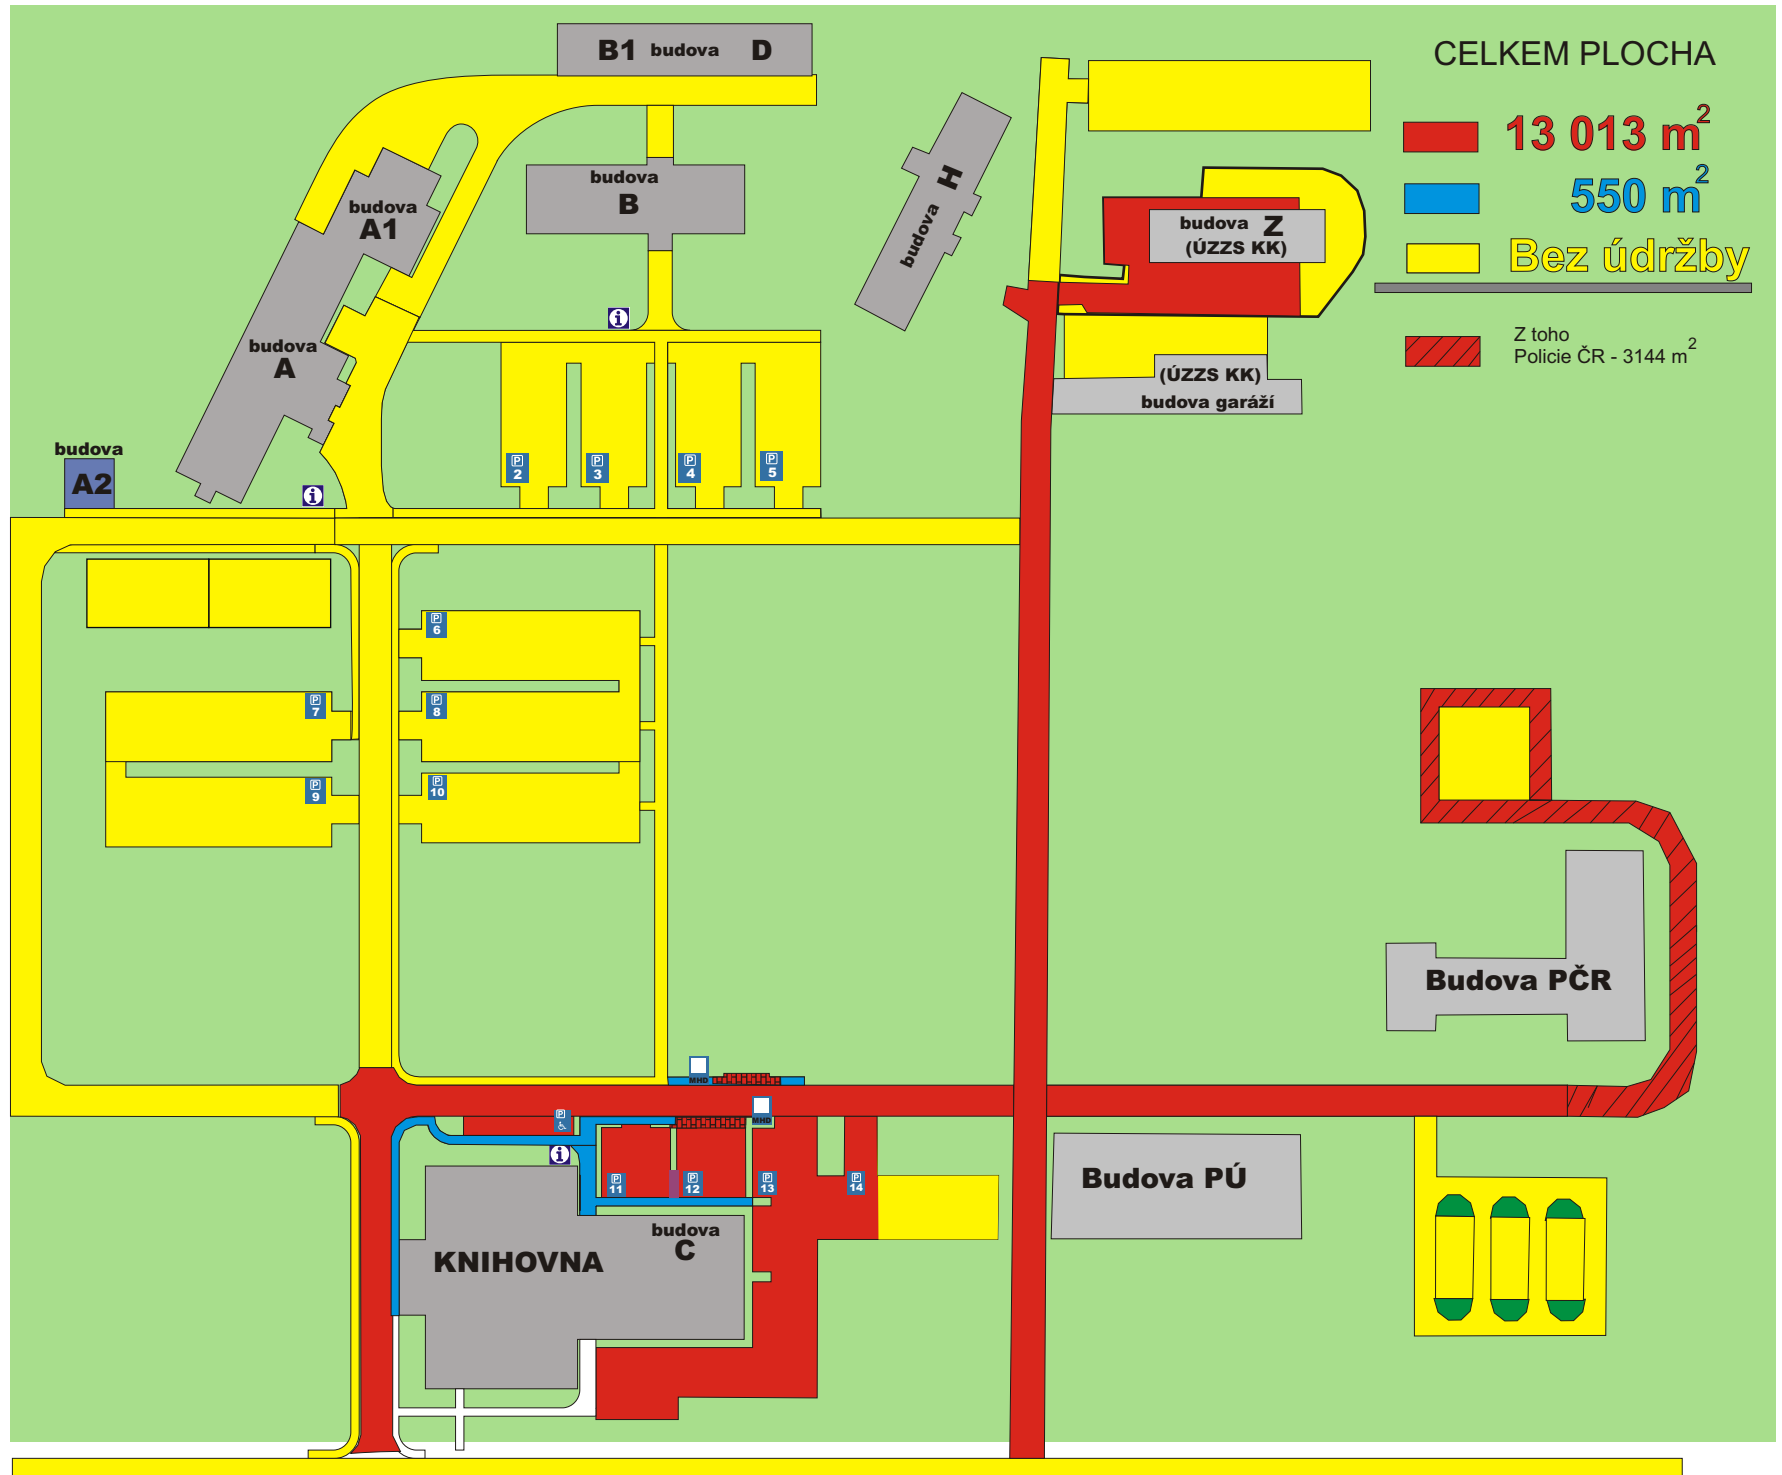 CELKEM PLOCHA
13 013 m²
550 m²
Bez údržby
Z toho
Policie ČR - 3144 m²
B1 budova D
budova
B
budova
A1
budova
A
budova
A2
budova H
budova Z
(ÚZZS KK)
(ÚZZS KK)
budova garáží
i
i
P
2
P
3
P
4
P
5
P
6
P
7
P
8
P
9
P
10
Budova PČR
MHD
MHD
P
i
P
11
P
12
P
13
P
14
Budova PÚ
budova
C
KNIHOVNA